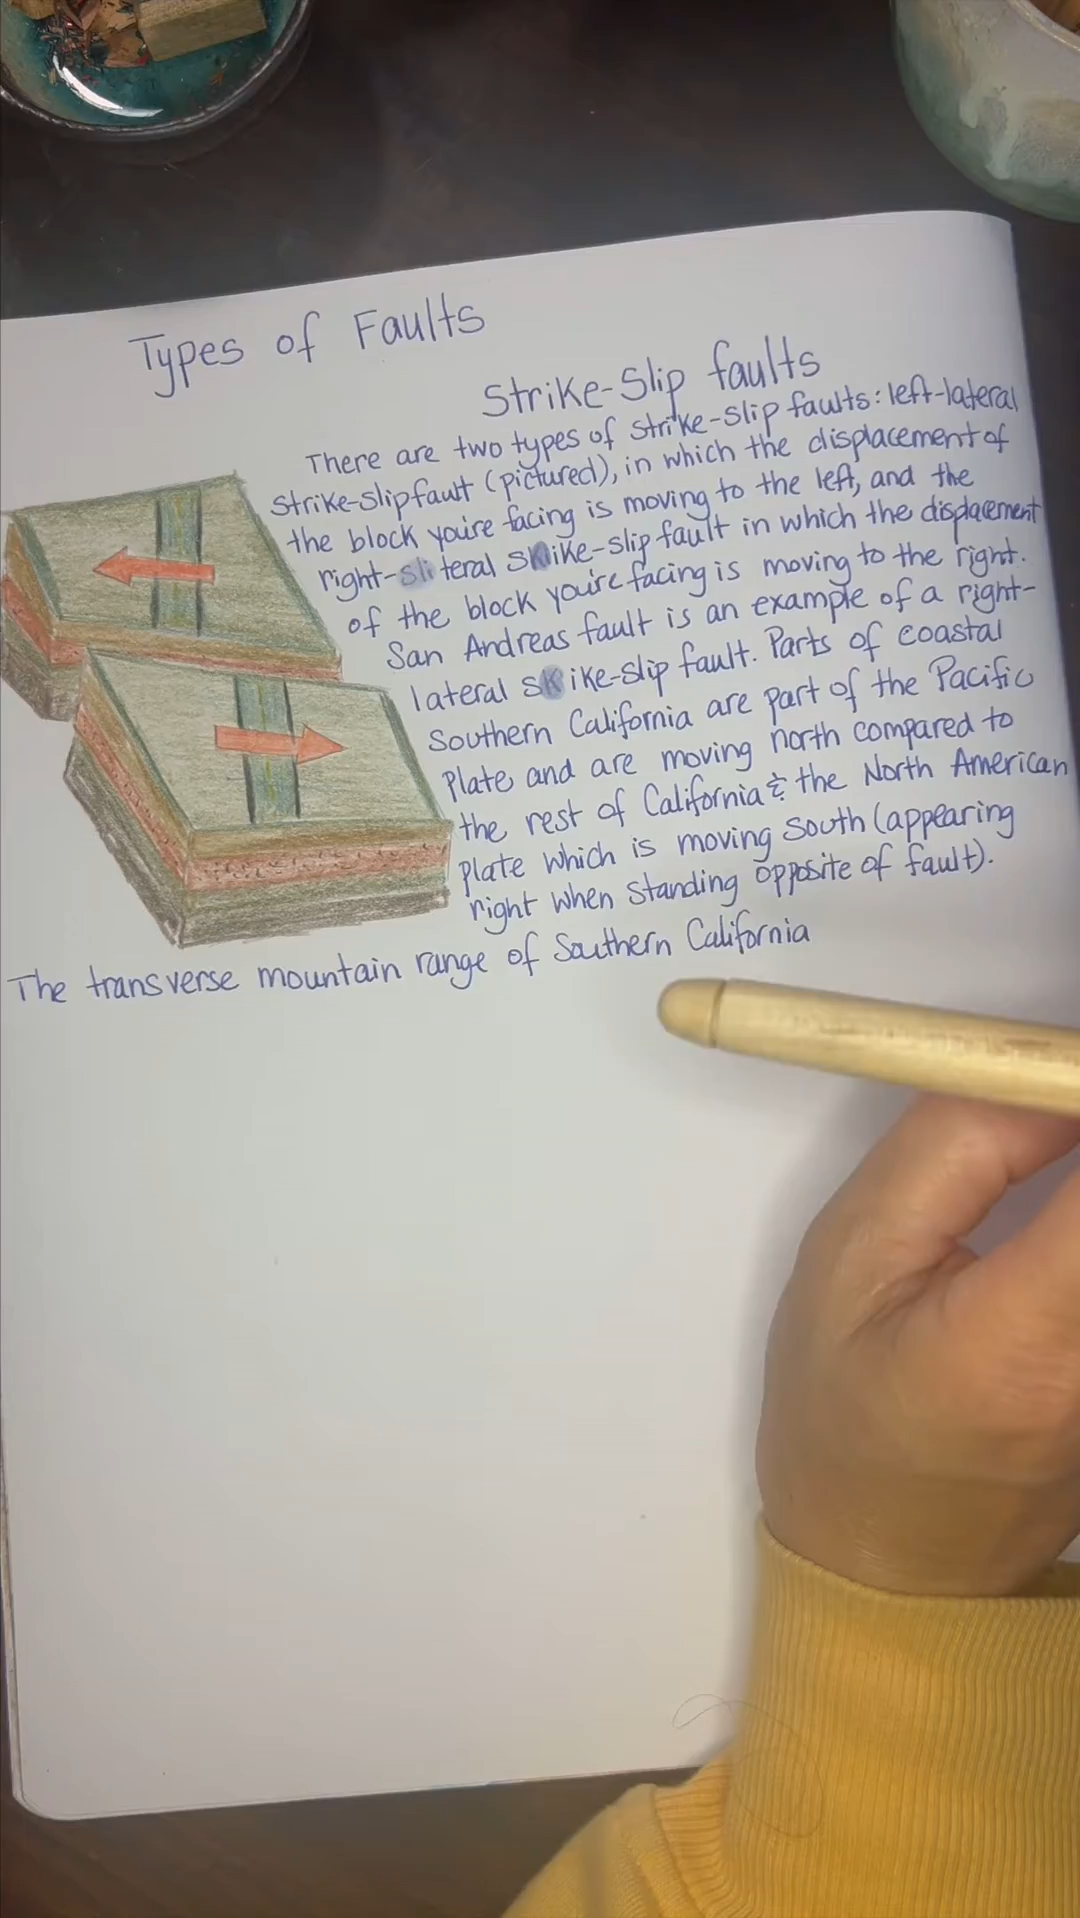 Types of Faults
Strike-Slip faults
There are two types of strike-slip faults: left-lateral
strike-slip fault (pictured), in which the displacement of
the block you're facing is moving to the left, and the
right-sliteral skike-slip fault in which the displacement
of the block you're facing is moving to the right.
San Andreas fault is an example of a right-
lateral skike-slip fault. Parts of coastal
Southern California are part of the Pacific
Plate and are moving north compared to
the rest of California & the North American
plate which is moving South (appearing
right when standing opposite of fault).
The transverse mountain range of Southern California